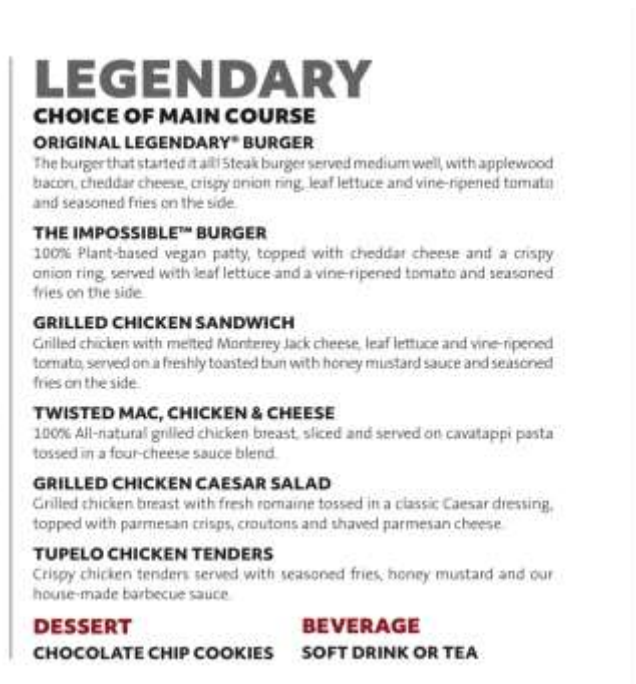 LEGENDARY
CHOICE OF MAIN COURSE
ORIGINAL LEGENDARY® BURGER
The burger that started it all! Steak burger served medium well, with applewood
bacon, cheddar cheese, crispy onion ring, leaf lettuce and vine-ripened tomato
and seasoned fries on the side.
THE IMPOSSIBLE™ BURGER
100% Plant-based vegan patty, topped with cheddar cheese and a crispy
onion ring, served with leaf lettuce and a vine-ripened tomato and seasoned
fries on the side.
GRILLED CHICKEN SANDWICH
Grilled chicken with melted Monterey Jack cheese, leaf lettuce and vine-ripened
tomato, served on a freshly toasted bun with honey mustard sauce and seasoned
fries on the side.
TWISTED MAC, CHICKEN & CHEESE
100% All-natural grilled chicken breast, sliced and served on cavatappi pasta
tossed in a four-cheese sauce blend.
GRILLED CHICKEN CAESAR SALAD
Grilled chicken breast with fresh romaine tossed in a classic Caesar dressing,
topped with parmesan crisps, croutons and shaved parmesan cheese.
TUPELO CHICKEN TENDERS
Crispy chicken tenders served with seasoned fries, honey mustard and our
house-made barbecue sauce.
DESSERT
CHOCOLATE CHIP COOKIES
BEVERAGE
SOFT DRINK OR TEA